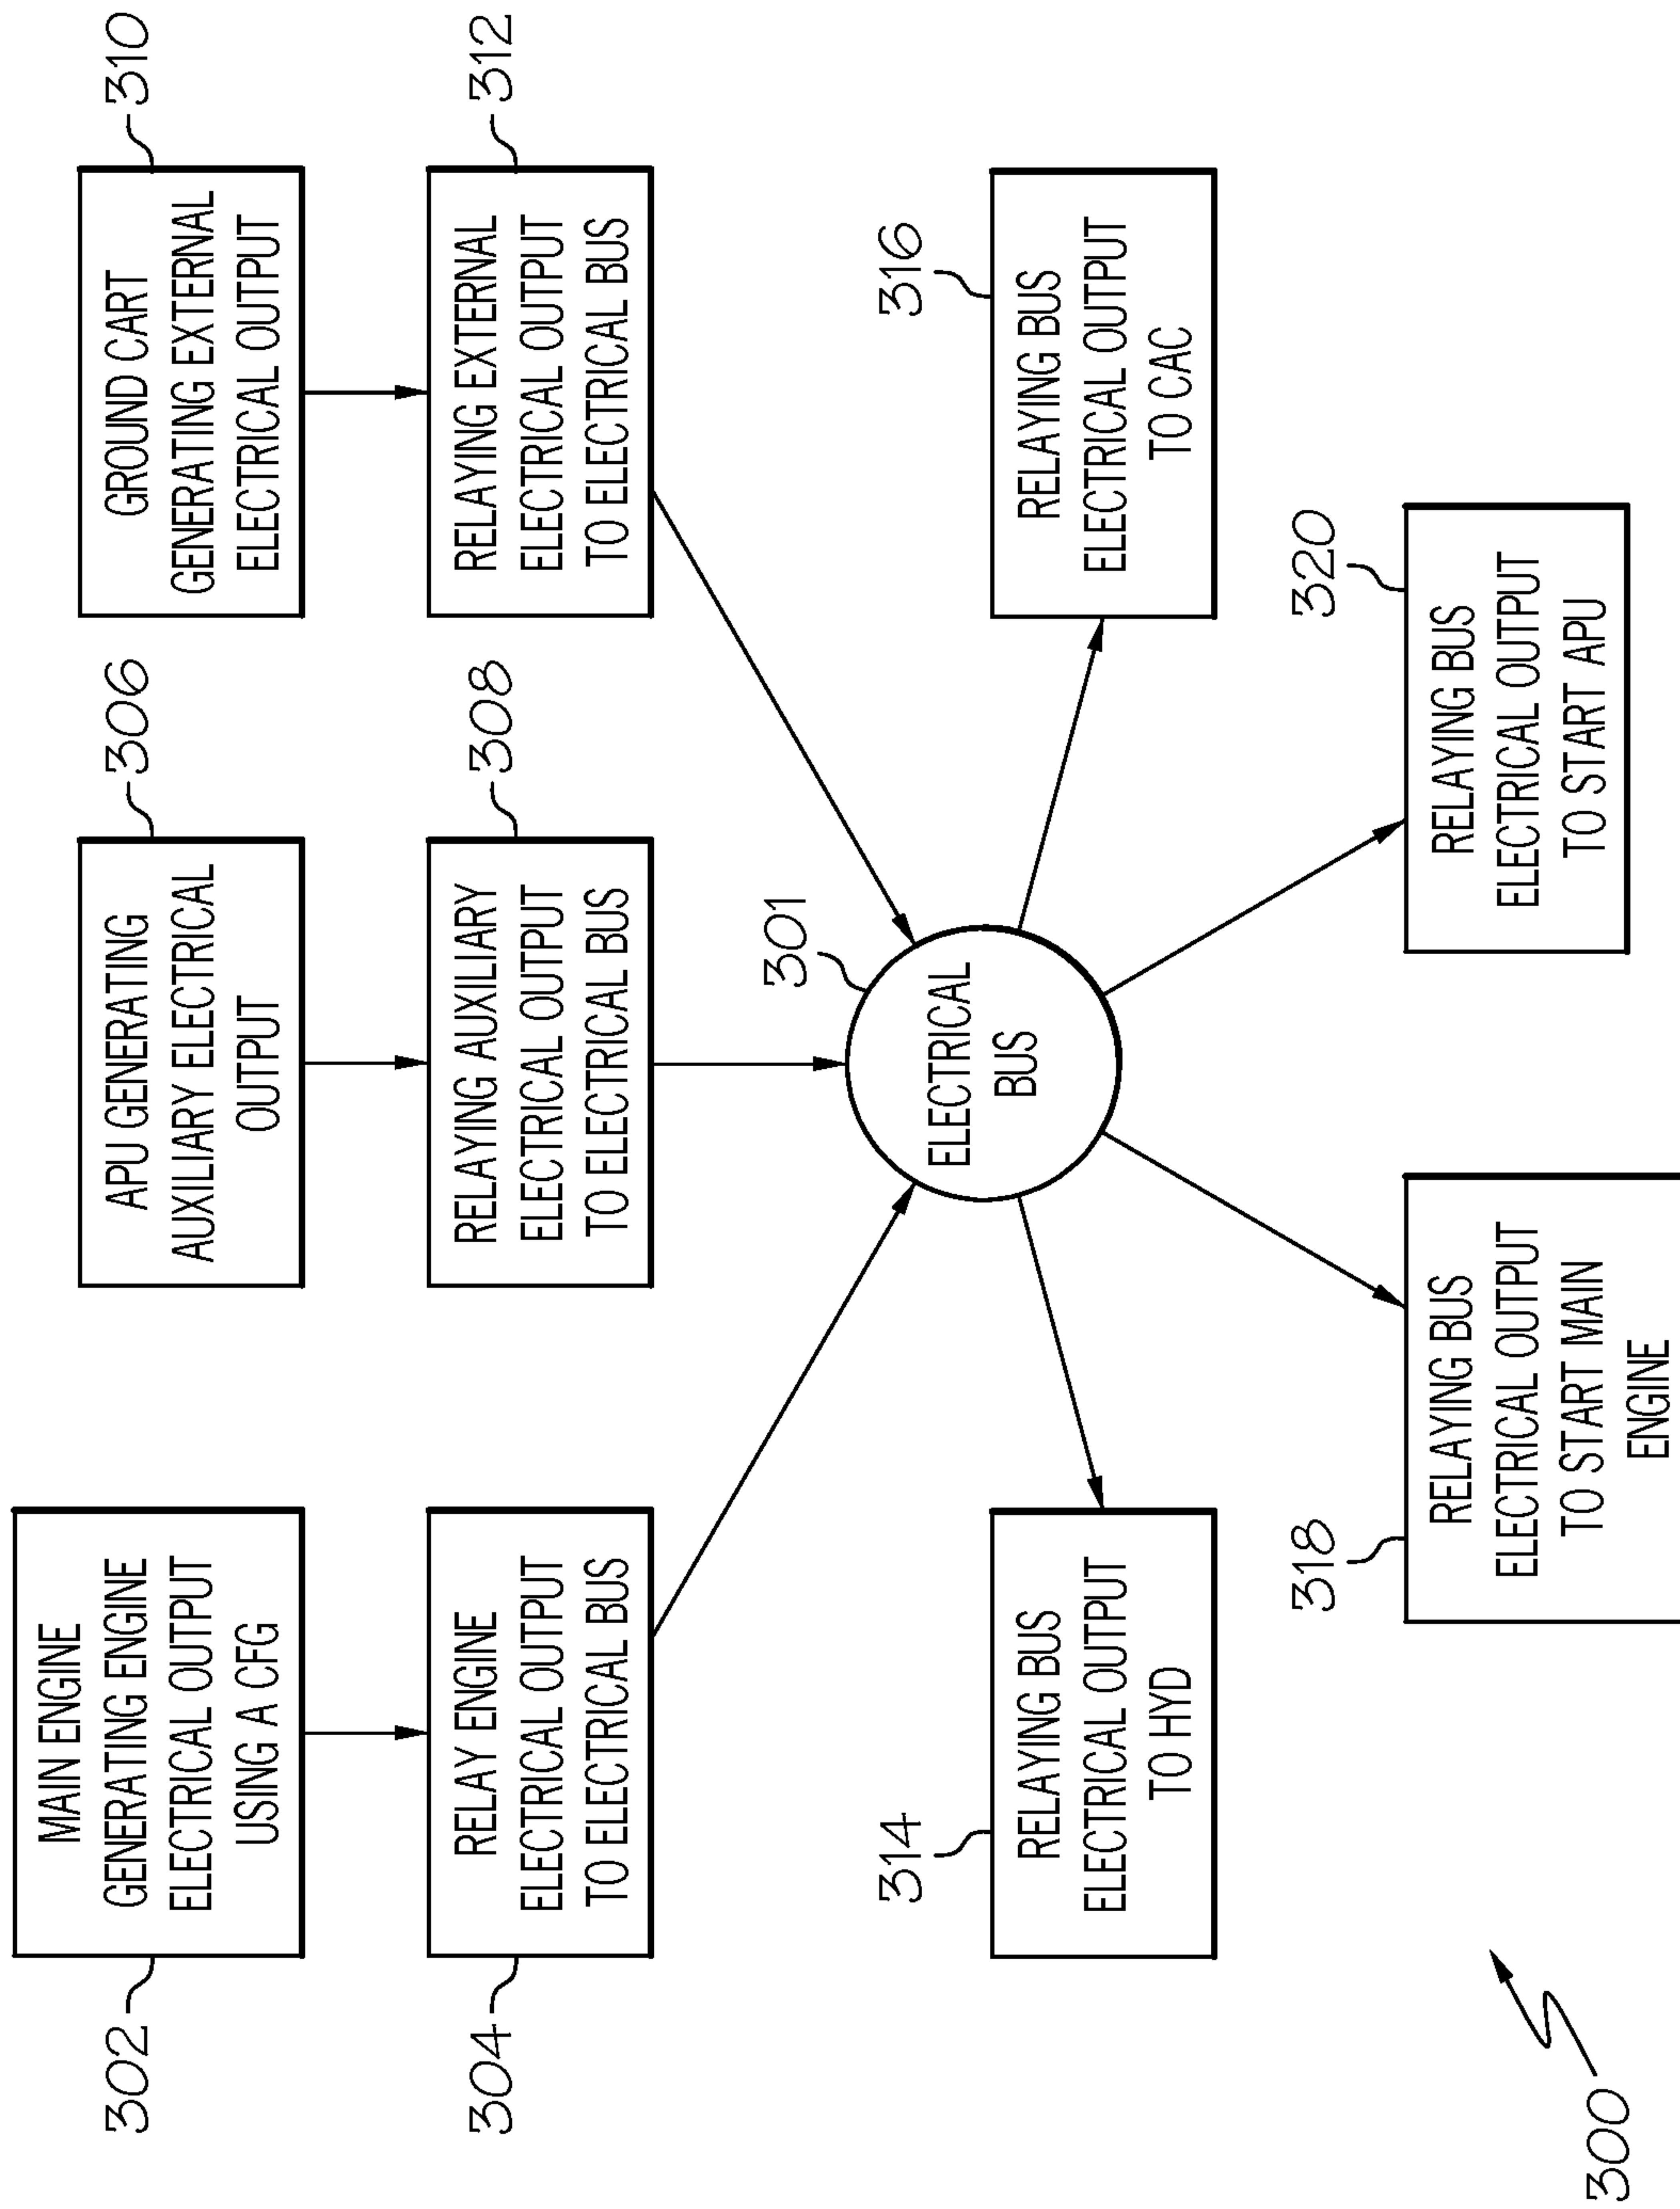 302
MAIN ENGINE
GENERATING ENGINE
ELECTRICAL OUTPUT
USING A CFG
306
APU GENERATING
AUXILIARY ELECTRICAL
OUTPUT
310
GROUND CART
GENERATING EXTERNAL
ELECTRICAL OUTPUT
304
RELAY ENGINE
ELECTRICAL OUTPUT
TO ELECTRICAL BUS
308
RELAYING AUXILIARY
ELECTRICAL OUTPUT
TO ELECTRICAL BUS
312
RELAYING EXTERNAL
ELECTRICAL OUTPUT
TO ELECTRICAL BUS
301
ELECTRICAL
BUS
314
RELAYING BUS
ELECTRICAL OUTPUT
TO HYD
316
RELAYING BUS
ELECTRICAL OUTPUT
TO CAC
318
RELAYING BUS
ELECTRICAL OUTPUT
TO START MAIN
ENGINE
320
RELAYING BUS
ELECTRICAL OUTPUT
TO START APU
300